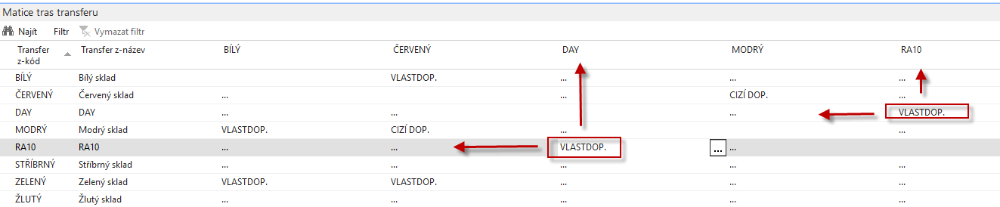 Matice tras transferu
Najít Filtr Vymazat filtr
Transfer z-kód Transfer z-název BÍLÝ ČERVENÝ DAY MODRÝ RA10
BÍLÝ Bílý sklad VLASTDOP. ... ... ...
ČERVENÝ Červený sklad ... ... CIZÍ DOP. ...
DAY DAY ... ... ... VLASTDOP.
MODRÝ Modrý sklad VLASTDOP. CIZÍ DOP. ... ...
RA10 RA10 ... ... VLASTDOP. ... ...
STŘÍBRNÝ Stříbrný sklad ... ... ... ... ...
ZELENÝ Zelený sklad VLASTDOP. VLASTDOP. ... ... ...
ŽLUTÝ Žlutý sklad ... ... ... ... ...